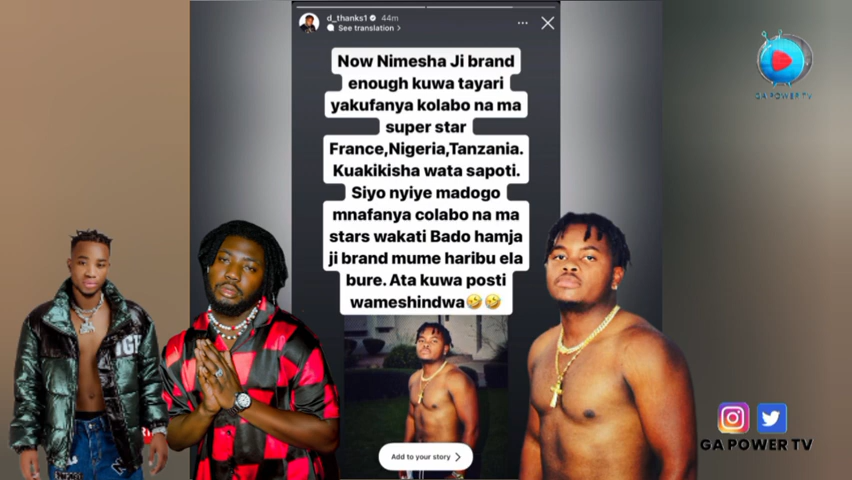 d_thanks1 44m
See translation >
Now Nimesha Ji brand
enough kuwa tayari
yakufanya kolabo na ma
super star
France,Nigeria,Tanzania.
Kuakikisha wata sapoti.
Siyo nyiye madogo
mnafanya colabo na ma
stars wakati Bado hamja
ji brand mume haribu ela
bure. Ata kuwa posti
wameshindwa🤣🤣
Add to your story >
GA POWER TV
GA POWER TV